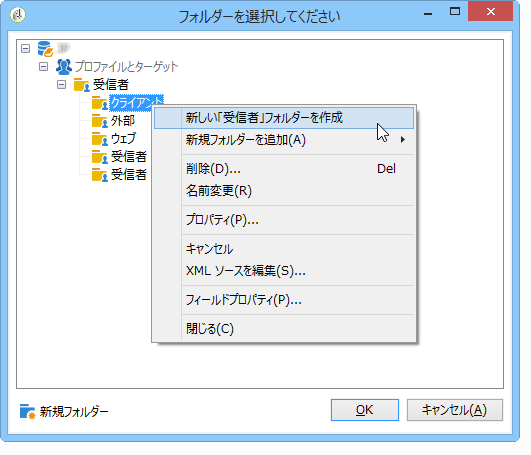 フォルダーを選択してください
プロファイルとターゲット
受信者
クライアント
外部
ウェブ
受信者
受信者
新しい「受信者」フォルダーを作成
新規フォルダーを追加(A)
削除(D)... Del
名前変更(R)
プロパティ(P)...
キャンセル
XML ソースを編集(S)...
フィールドプロパティ(P)...
閉じる(C)
新規フォルダー
OK
キャンセル(A)